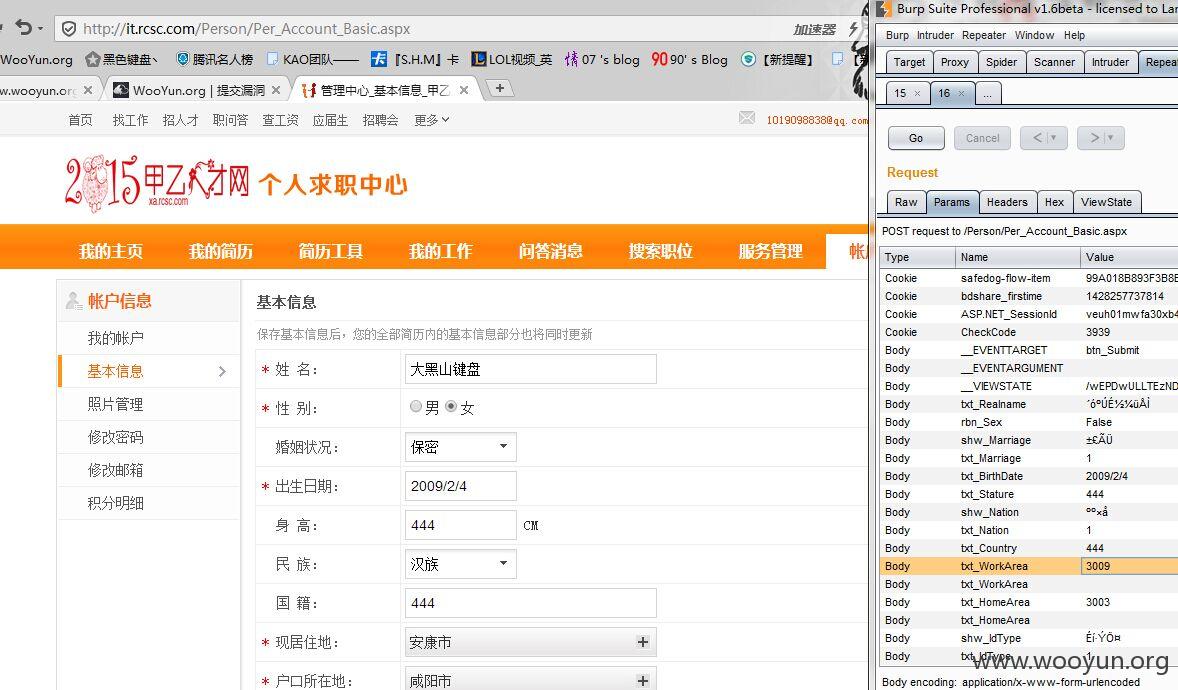 http://it.rcsc.com/Person/Per_Account_Basic.aspx
加速器
WooYun.org 黑色键盘、 腾讯名人榜 KAO团队—— 『S.H.M』卡 LOL视频_英 07 's blog 90' s Blog 【新提醒】
w.wooyun.org WooYun.org | 提交漏洞 管理中心_基本信息_甲乙
首页 找工作 招人才 职问答 查工资 应届生 招聘会 更多
1019098838@qq.com
2015甲乙人才网 个人求职中心
xa.rcsc.com
我的主页 我的简历 简历工具 我的工作 问答消息 搜索职位 服务管理
帐户信息
我的帐户
基本信息
照片管理
修改密码
修改邮箱
积分明细
基本信息
保存基本信息后，您的全部简历内的基本信息部分也将同时更新
* 姓 名： 大黑山键盘
* 性 别： 男 女
婚姻状况： 保密
* 出生日期： 2009/2/4
身 高： 444 CM
民 族： 汉族
国 籍： 444
* 现居住地： 安康市 +
* 户口所在地： 咸阳市 +
Burp Suite Professional v1.6beta - licensed to Lar
Burp Intruder Repeater Window Help
Target Proxy Spider Scanner Intruder Repea
15 × 16 × ...
Go Cancel < | ▾ > | ▾
Request
Raw Params Headers Hex ViewState
POST request to /Person/Per_Account_Basic.aspx
Type Name Value
Cookie safedog-flow-item 99A018B893F3B8E
Cookie bdshare_firstime 1428257737814
Cookie ASP.NET_SessionId veuh01mwfa30xb4
Cookie CheckCode 3939
Body __EVENTTARGET btn_Submit
Body __EVENTARGUMENT
Body __VIEWSTATE /wEPDwULLTEzND
Body txt_Realname ´óºÚÉ½¼üÅÌ
Body rbn_Sex False
Body shw_Marriage ±£ÃÜ
Body txt_Marriage 1
Body txt_BirthDate 2009/2/4
Body txt_Stature 444
Body shw_Nation ºº×å
Body txt_Nation 1
Body txt_Country 444
Body txt_WorkArea 3009
Body txt_WorkArea
Body txt_HomeArea 3003
Body txt_HomeArea
Body shw_IdType Éí·ÝÖ¤
Body txt_IdType 1
www.wooyun.org
Body encoding: application/x-www-form-urlencoded